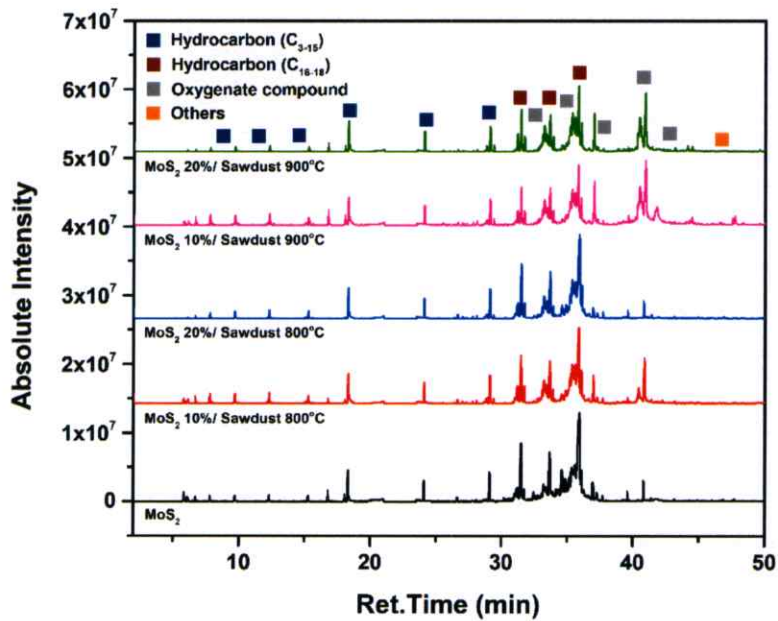 7x10⁷
6x10⁷
5x10⁷
4x10⁷
3x10⁷
2x10⁷
1x10⁷
0
Absolute Intensity
Hydrocarbon (C₃₋₁₅)
Hydrocarbon (C₁₆₋₁₈)
Oxygenate compound
Others
MoS₂ 20%/ Sawdust 900°C
MoS₂ 10%/ Sawdust 900°C
MoS₂ 20%/ Sawdust 800°C
MoS₂ 10%/ Sawdust 800°C
MoS₂
10 20 30 40 50
Ret.Time (min)